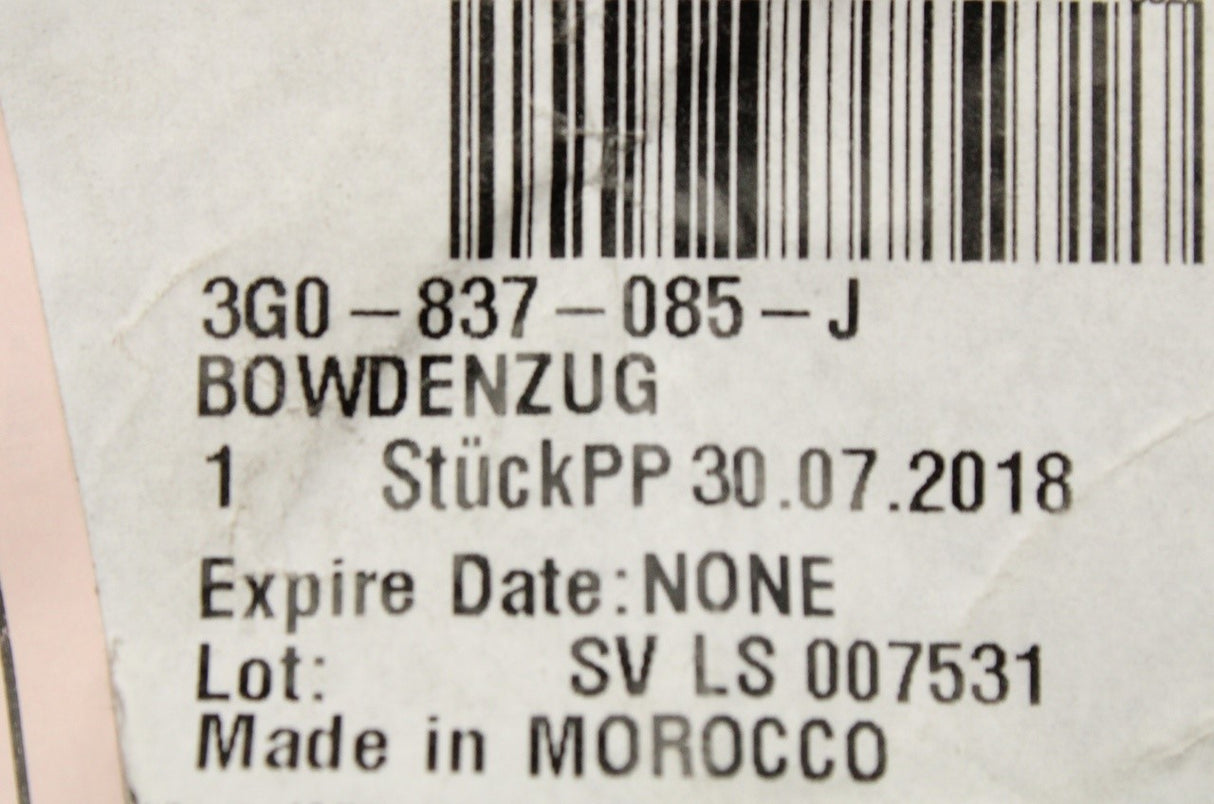 3G0-837-085-J
BOWDENZUG
1 StückPP 30.07.2018
Expire Date:NONE
Lot: SV LS 007531
Made in MOROCCO